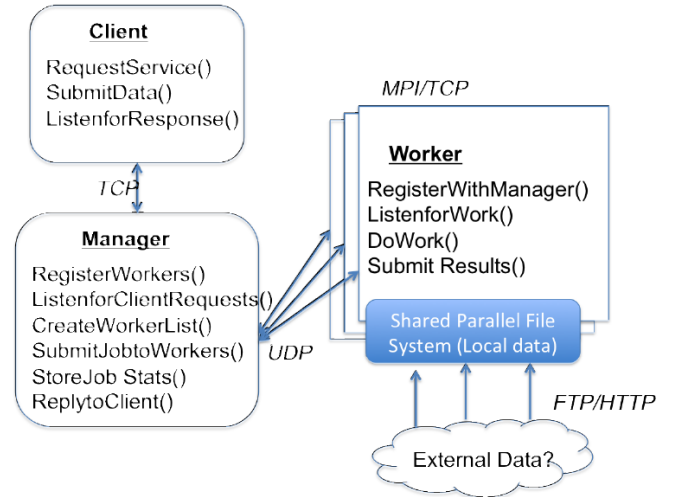 Client
RequestService()
SubmitData()
ListenforResponse()
TCP
Manager
RegisterWorkers()
ListenforClientRequests()
CreateWorkerList()
SubmitJobtoWorkers()
StoreJob Stats()
ReplytoClient()
UDP
MPI/TCP
Worker
RegisterWithManager()
ListenforWork()
DoWork()
Submit Results()
Shared Parallel File
System (Local data)
FTP/HTTP
External Data?